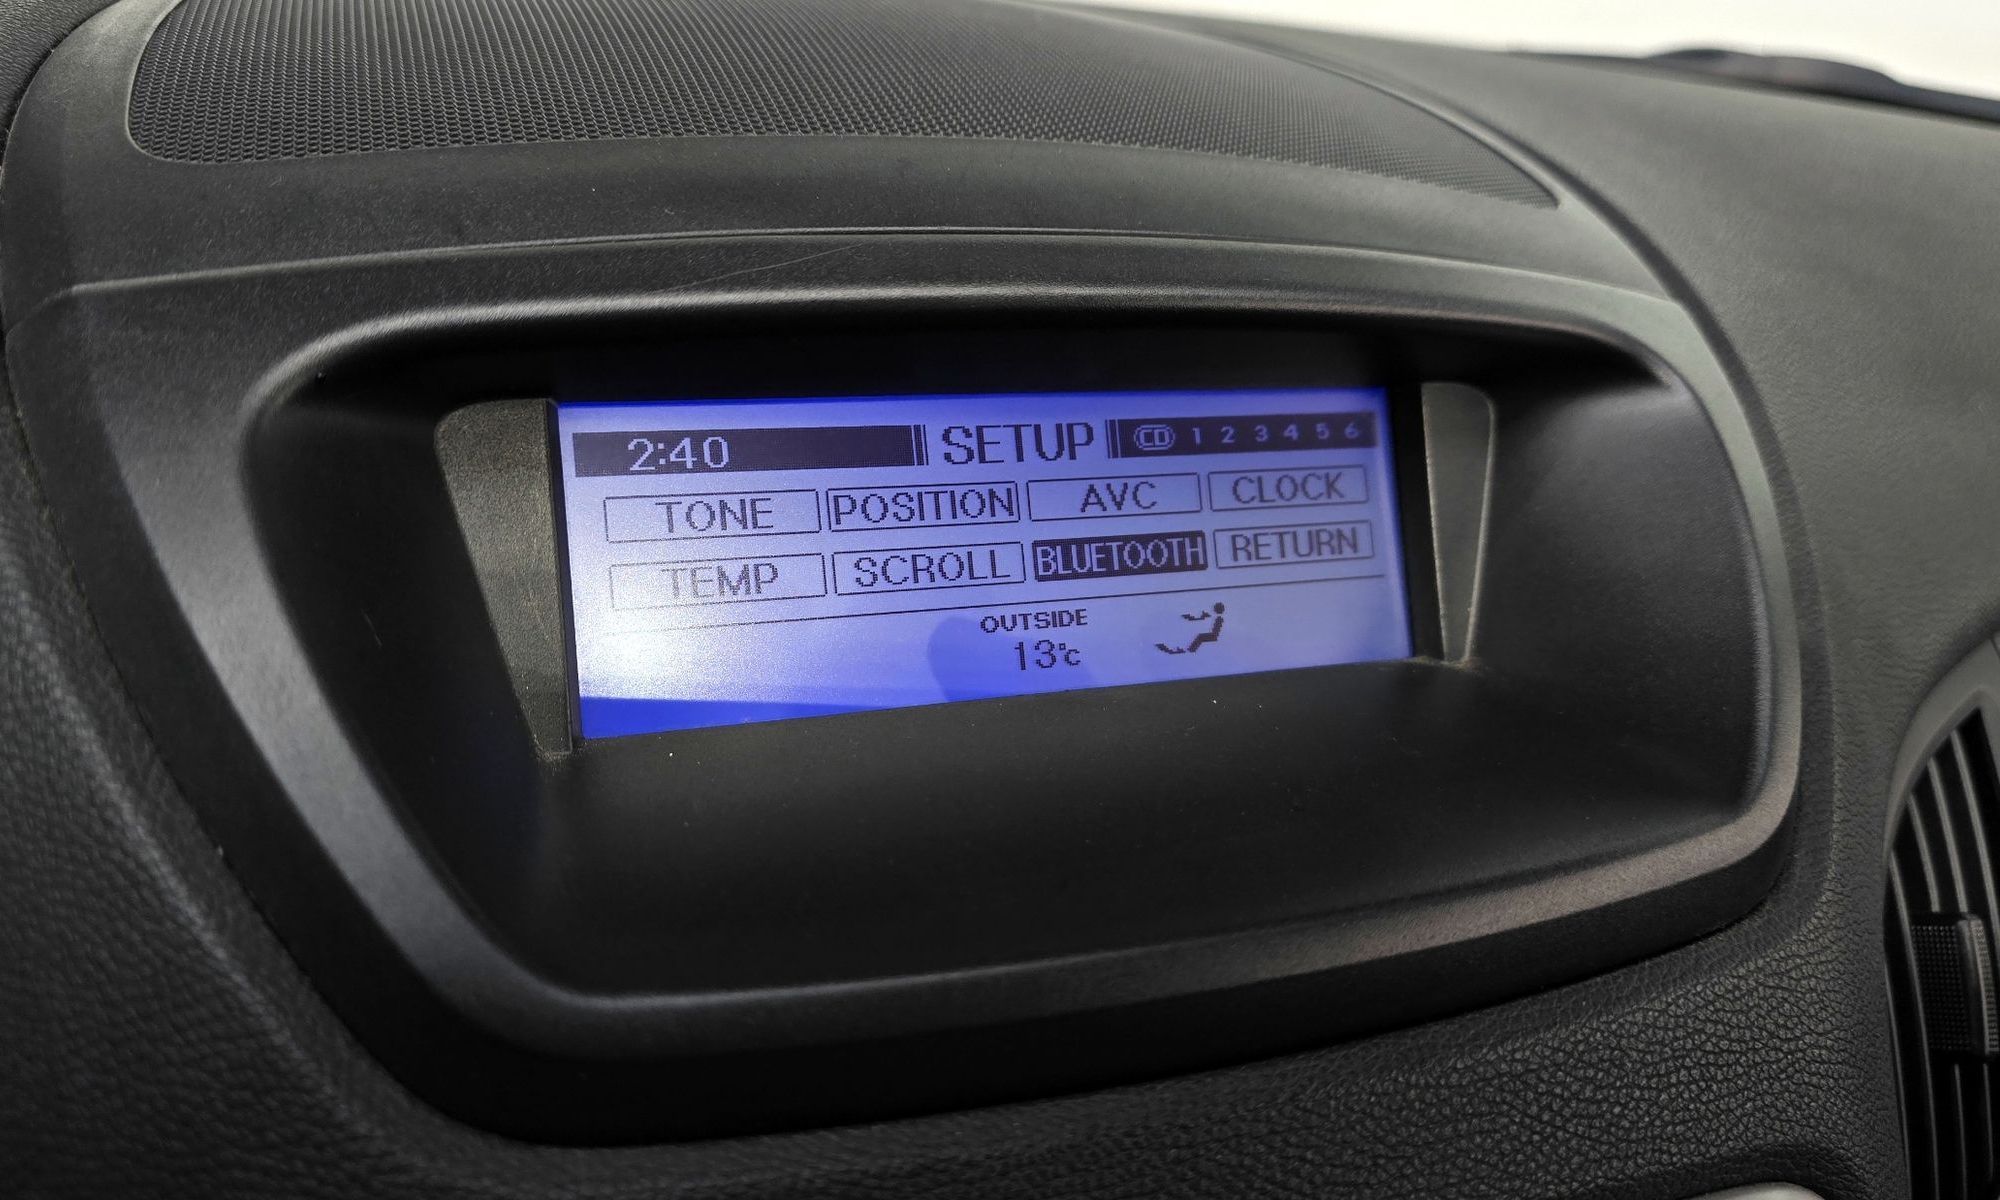 2:40 SETUP CD 1 2 3 4 5 6
TONE POSITION AVC CLOCK
TEMP SCROLL BLUETOOTH RETURN
OUTSIDE
13°C